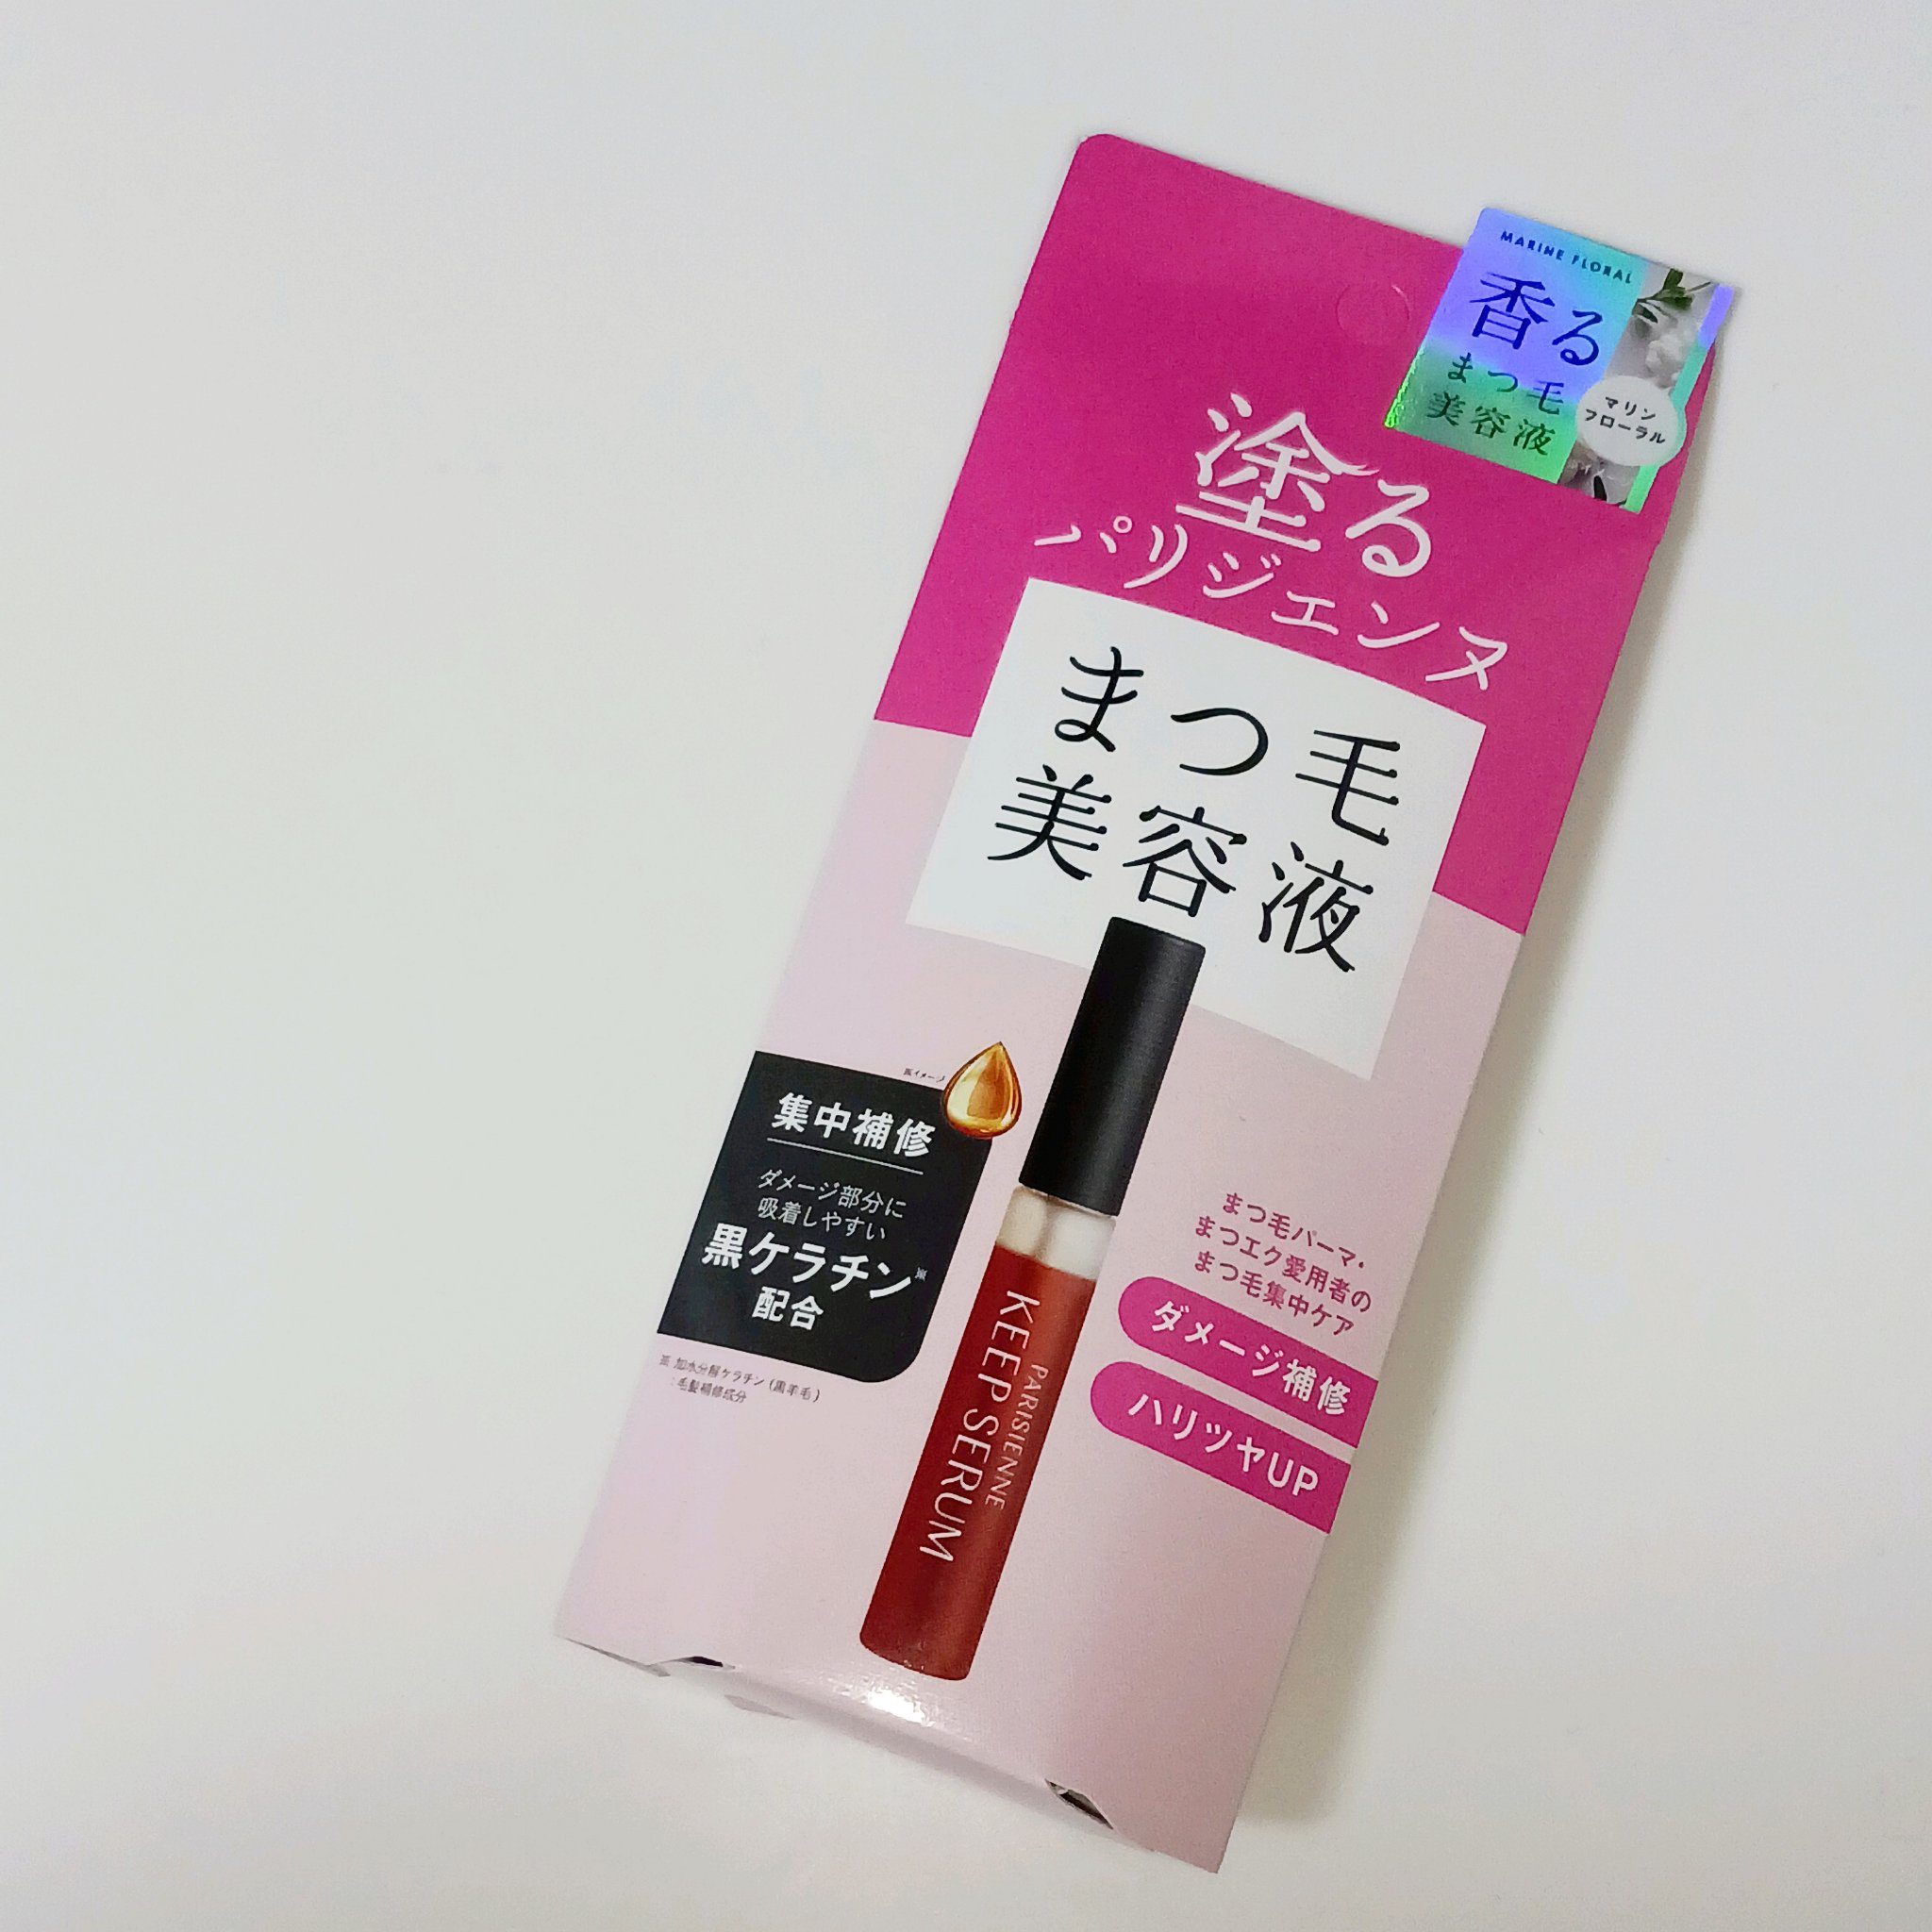 MARINE FLORAL
香る
まつ毛
美容液
マリン
フローラル
塗る
パリジェンヌ
まつ毛
美容液
※イメージ
集中補修
ダメージ部分に
吸着しやすい
黒ケラチン※
配合
※ 加水分解ケラチン(黒羊毛)
:毛髪補修成分
PARISIENNE
KEEP SERUM
まつ毛パーマ・
まつエク愛用者の
まつ毛集中ケア
ダメージ補修
ハリツヤUP